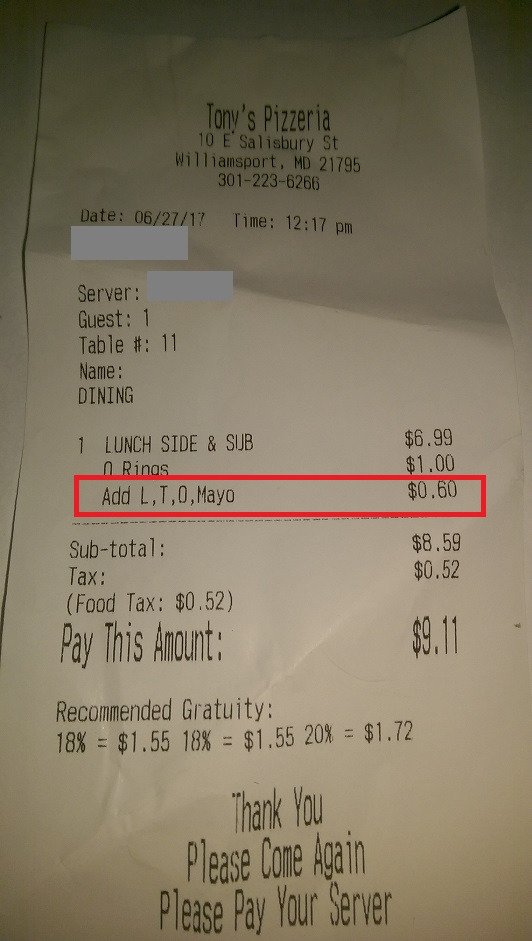 Tony's Pizzeria
10 E Salisbury St
Williamsport, MD 21795
301-223-6266
Date: 06/27/17 Time: 12:17 pm
Server:
Guest: 1
Table #: 11
Name:
DINING
1 LUNCH SIDE & SUB $6.99
O Rings $1.00
Add L,T,O,Mayo $0.60
Sub-total: $8.59
Tax: $0.52
(Food Tax: $0.52)
Pay This Amount: $9.11
Recommended Gratuity:
18% = $1.55 18% = $1.55 20% = $1.72
Thank You
Please Come Again
Please Pay Your Server